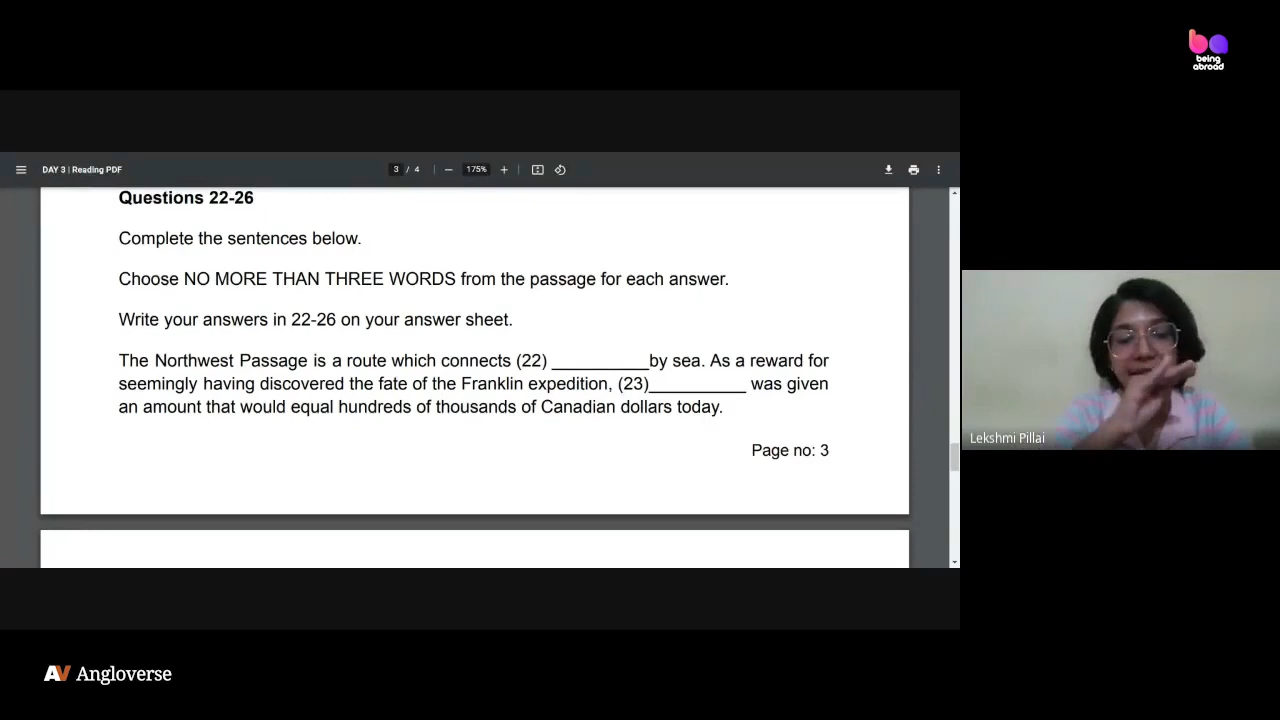 being
abroad
DAY 3 | Reading PDF
3 / 4
175%
Questions 22-26
Complete the sentences below.
Choose NO MORE THAN THREE WORDS from the passage for each answer.
Write your answers in 22-26 on your answer sheet.
The Northwest Passage is a route which connects (22) __________by sea. As a reward for
seemingly having discovered the fate of the Franklin expedition, (23)__________ was given
an amount that would equal hundreds of thousands of Canadian dollars today.
Page no: 3
Lekshmi Pillai
AV Angloverse